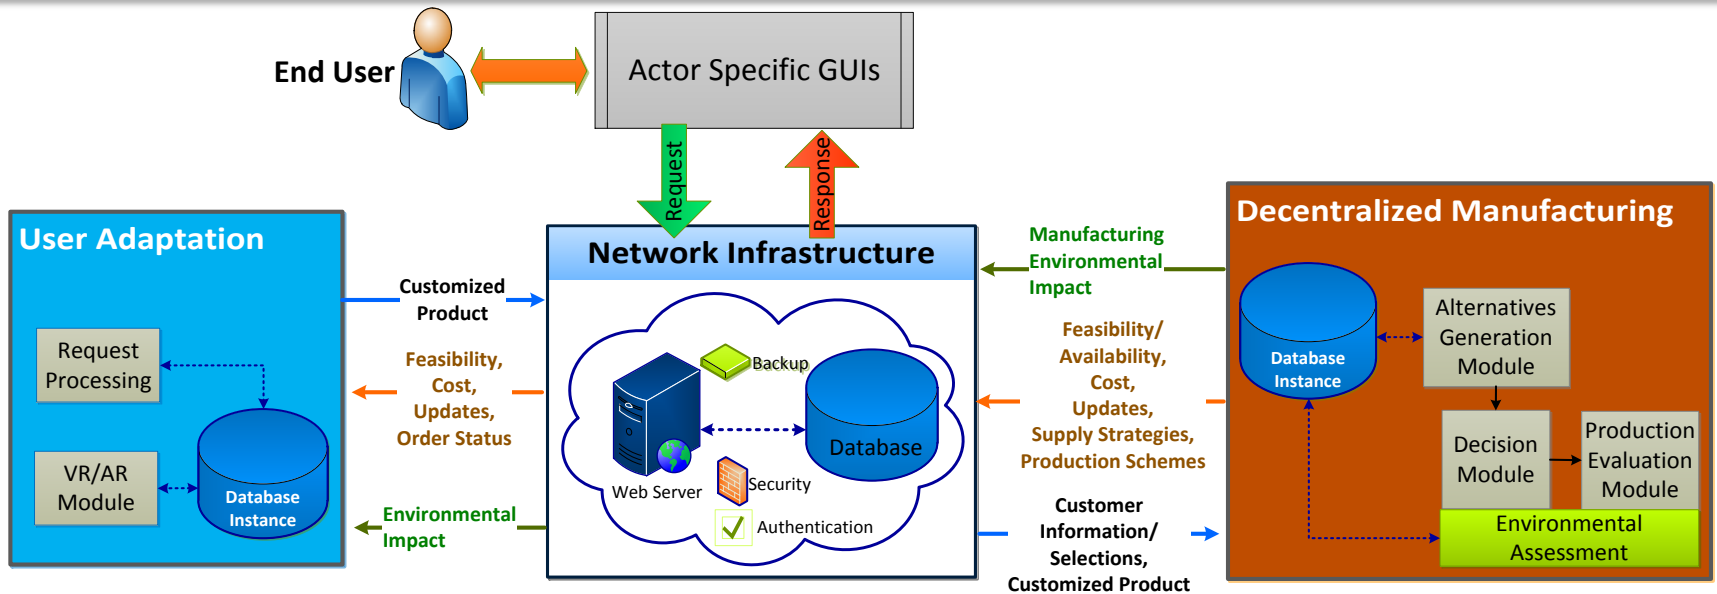 End User
Actor Specific GUIs
Request
Response
User Adaptation
Request
Processing
VR/AR
Module
Database
Instance
Customized
Product
Feasibility,
Cost,
Updates,
Order Status
Environmental
Impact
Network Infrastructure
Backup
Database
Web Server
Security
Authentication
Manufacturing
Environmental
Impact
Feasibility/
Availability,
Cost,
Updates,
Supply Strategies,
Production Schemes
Customer
Information/
Selections,
Customized Product
Decentralized Manufacturing
Database
Instance
Alternatives
Generation
Module
Decision
Module
Production
Evaluation
Module
Environmental
Assessment